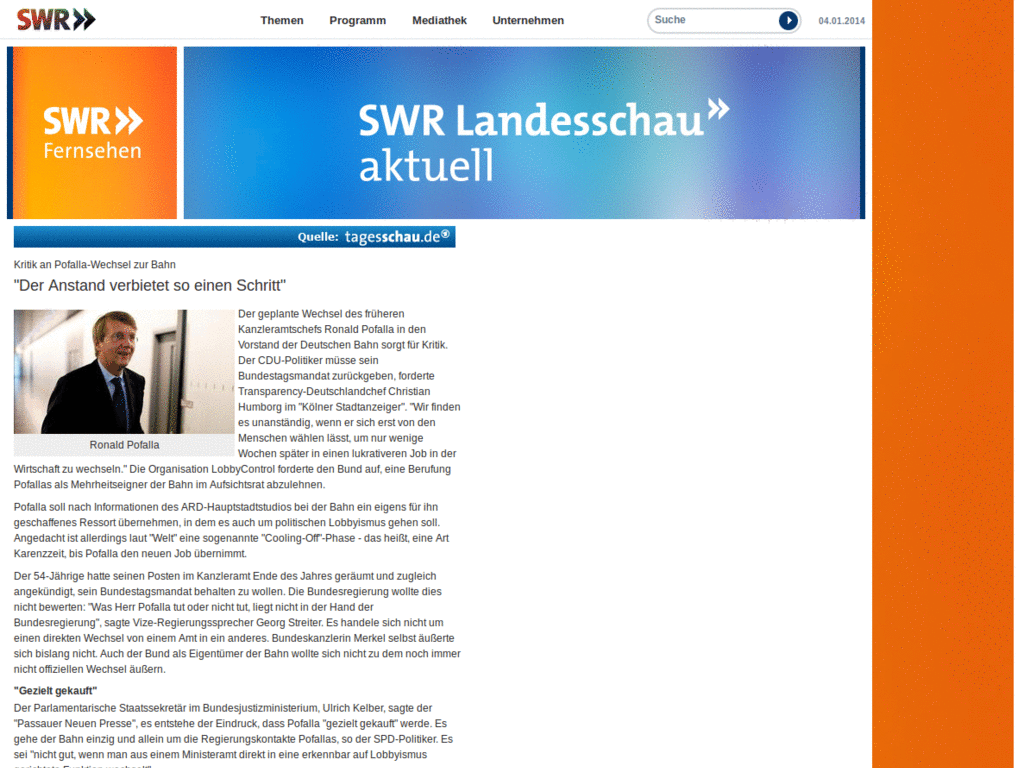 SWR»
Themen Programm Mediathek Unternehmen
Suche
04.01.2014
SWR»
Fernsehen
SWR Landesschau»
aktuell
Quelle: tagesschau.de
Kritik an Pofalla-Wechsel zur Bahn
"Der Anstand verbietet so einen Schritt"
Der geplante Wechsel des früheren
Kanzleramtschefs Ronald Pofalla in den
Vorstand der Deutschen Bahn sorgt für Kritik.
Der CDU-Politiker müsse sein
Bundestagsmandat zurückgeben, forderte
Transparency-Deutschlandchef Christian
Humborg im "Kölner Stadtanzeiger". "Wir finden
es unanständig, wenn er sich erst von den
Menschen wählen lässt, um nur wenige
Wochen später in einen lukrativeren Job in der
Ronald Pofalla
Wirtschaft zu wechseln." Die Organisation LobbyControl forderte den Bund auf, eine Berufung
Pofallas als Mehrheitseigner der Bahn im Aufsichtsrat abzulehnen.
Pofalla soll nach Informationen des ARD-Hauptstadtstudios bei der Bahn ein eigens für ihn
geschaffenes Ressort übernehmen, in dem es auch um politischen Lobbyismus gehen soll.
Angedacht ist allerdings laut "Welt" eine sogenannte "Cooling-Off"-Phase - das heißt, eine Art
Karenzzeit, bis Pofalla den neuen Job übernimmt.
Der 54-Jährige hatte seinen Posten im Kanzleramt Ende des Jahres geräumt und zugleich
angekündigt, sein Bundestagsmandat behalten zu wollen. Die Bundesregierung wollte dies
nicht bewerten: "Was Herr Pofalla tut oder nicht tut, liegt nicht in der Hand der
Bundesregierung", sagte Vize-Regierungssprecher Georg Streiter. Es handele sich nicht um
einen direkten Wechsel von einem Amt in ein anderes. Bundeskanzlerin Merkel selbst äußerte
sich bislang nicht. Auch der Bund als Eigentümer der Bahn wollte sich nicht zu dem noch immer
nicht offiziellen Wechsel äußern.
"Gezielt gekauft"
Der Parlamentarische Staatssekretär im Bundesjustizministerium, Ulrich Kelber, sagte der
"Passauer Neuen Presse", es entstehe der Eindruck, dass Pofalla "gezielt gekauft" werde. Es
gehe der Bahn einzig und allein um die Regierungskontakte Pofallas, so der SPD-Politiker. Es
sei "nicht gut, wenn man aus einem Ministeramt direkt in eine erkennbar auf Lobbyismus